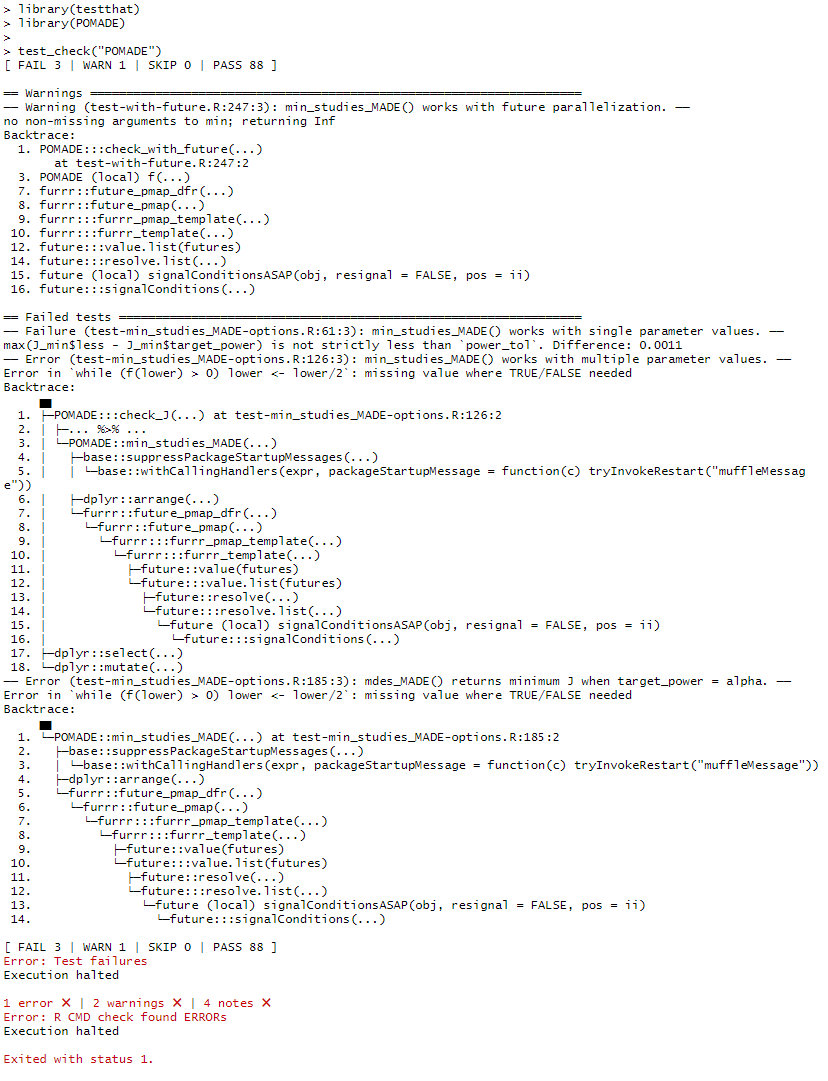 > library(testthat)
> library(POMADE)
>
> test_check("POMADE")
[ FAIL 3 | WARN 1 | SKIP 0 | PASS 88 ]

== Warnings ====================================================================
── Warning (test-with-future.R:247:3): min_studies_MADE() works with future parallelization. ──
no non-missing arguments to min; returning Inf
Backtrace:
  1. POMADE:::check_with_future(...)
       at test-with-future.R:247:2
  3. POMADE (local) f(...)
  7. furrr::future_pmap_dfr(...)
  8. furrr::future_pmap(...)
  9. furrr:::furrr_pmap_template(...)
 10. furrr:::furrr_template(...)
 12. future:::value.list(futures)
 14. future:::resolve.list(...)
 15. future (local) signalConditionsASAP(obj, resignal = FALSE, pos = ii)
 16. future:::signalConditions(...)

== Failed tests ================================================================
── Failure (test-min_studies_MADE-options.R:61:3): min_studies_MADE() works with single parameter values. ──
max(J_min$less - J_min$target_power) is not strictly less than `power_tol`. Difference: 0.0011
── Error (test-min_studies_MADE-options.R:126:3): min_studies_MADE() works with multiple parameter values. ──
Error in `while (f(lower) > 0) lower <- lower/2`: missing value where TRUE/FALSE needed
Backtrace:
     ▆
  1. ├─POMADE:::check_J(...) at test-min_studies_MADE-options.R:126:2
  2. │ ├─... %>% ...
  3. │ └─POMADE::min_studies_MADE(...)
  4. │   ├─base::suppressPackageStartupMessages(...)
  5. │   │ └─base::withCallingHandlers(expr, packageStartupMessage = function(c) tryInvokeRestart("muffleMessag
e"))
  6. │   ├─dplyr::arrange(...)
  7. │   └─furrr::future_pmap_dfr(...)
  8. │     └─furrr::future_pmap(...)
  9. │       └─furrr:::furrr_pmap_template(...)
 10. │         └─furrr:::furrr_template(...)
 11. │           ├─future::value(futures)
 12. │           └─future:::value.list(futures)
 13. │             ├─future::resolve(...)
 14. │             └─future:::resolve.list(...)
 15. │               └─future (local) signalConditionsASAP(obj, resignal = FALSE, pos = ii)
 16. │                 └─future:::signalConditions(...)
 17. ├─dplyr::select(...)
 18. └─dplyr::mutate(...)
── Error (test-min_studies_MADE-options.R:185:3): mdes_MADE() returns minimum J when target_power = alpha. ──
Error in `while (f(lower) > 0) lower <- lower/2`: missing value where TRUE/FALSE needed
Backtrace:
     ▆
  1. └─POMADE::min_studies_MADE(...) at test-min_studies_MADE-options.R:185:2
  2.   ├─base::suppressPackageStartupMessages(...)
  3.   │ └─base::withCallingHandlers(expr, packageStartupMessage = function(c) tryInvokeRestart("muffleMessage"))
  4.   ├─dplyr::arrange(...)
  5.   └─furrr::future_pmap_dfr(...)
  6.     └─furrr::future_pmap(...)
  7.       └─furrr:::furrr_pmap_template(...)
  8.         └─furrr:::furrr_template(...)
  9.           ├─future::value(futures)
 10.           └─future:::value.list(futures)
 11.             ├─future::resolve(...)
 12.             └─future:::resolve.list(...)
 13.               └─future (local) signalConditionsASAP(obj, resignal = FALSE, pos = ii)
 14.                 └─future:::signalConditions(...)

[ FAIL 3 | WARN 1 | SKIP 0 | PASS 88 ]
Error: Test failures
Execution halted

1 error ✖ | 2 warnings ✖ | 4 notes ✖
Error: R CMD check found ERRORs
Execution halted

Exited with status 1.